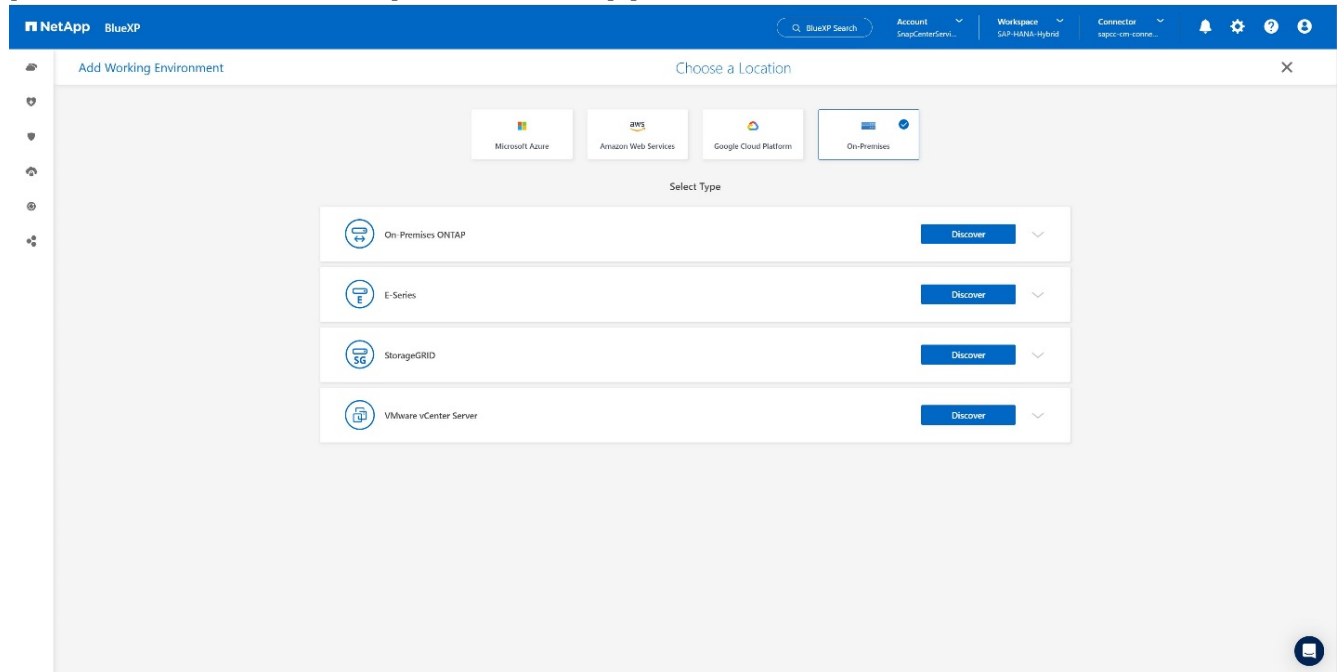 NetApp BlueXP
BlueXP Search
Account
SnapCenterServi...
Workspace
SAP-HANA-Hybrid
Connector
sapcc-cm-conne...
Add Working Environment
Choose a Location
Microsoft Azure
aws
Amazon Web Services
Google Cloud Platform
On-Premises
Select Type
On-Premises ONTAP
Discover
E
E-Series
Discover
SG
StorageGRID
Discover
VMware vCenter Server
Discover